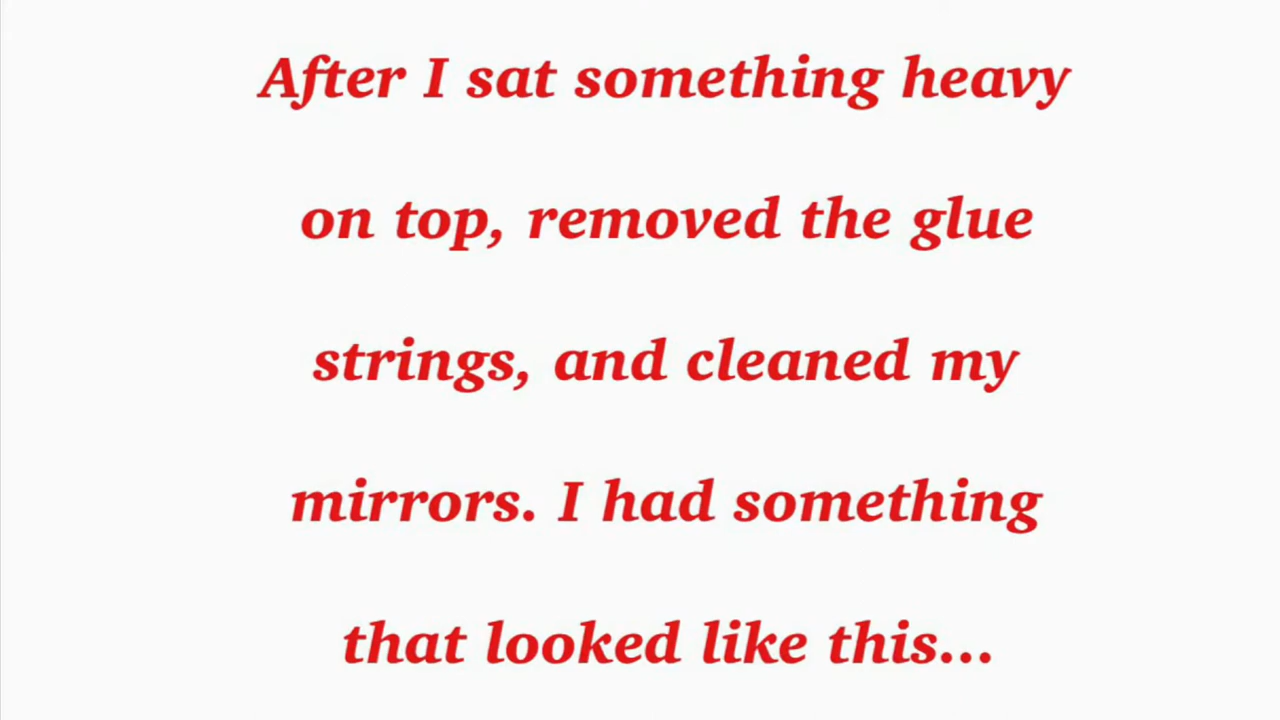 After I sat something heavy
on top, removed the glue
strings, and cleaned my
mirrors. I had something
that looked like this...